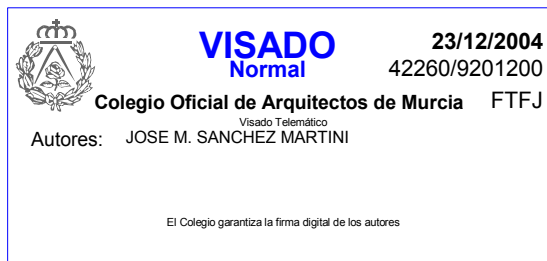 VISADO
Normal
23/12/2004
42260/9201200
Colegio Oficial de Arquitectos de Murcia FTFJ
Visado Telemático
Autores: JOSE M. SANCHEZ MARTINI
El Colegio garantiza la firma digital de los autores